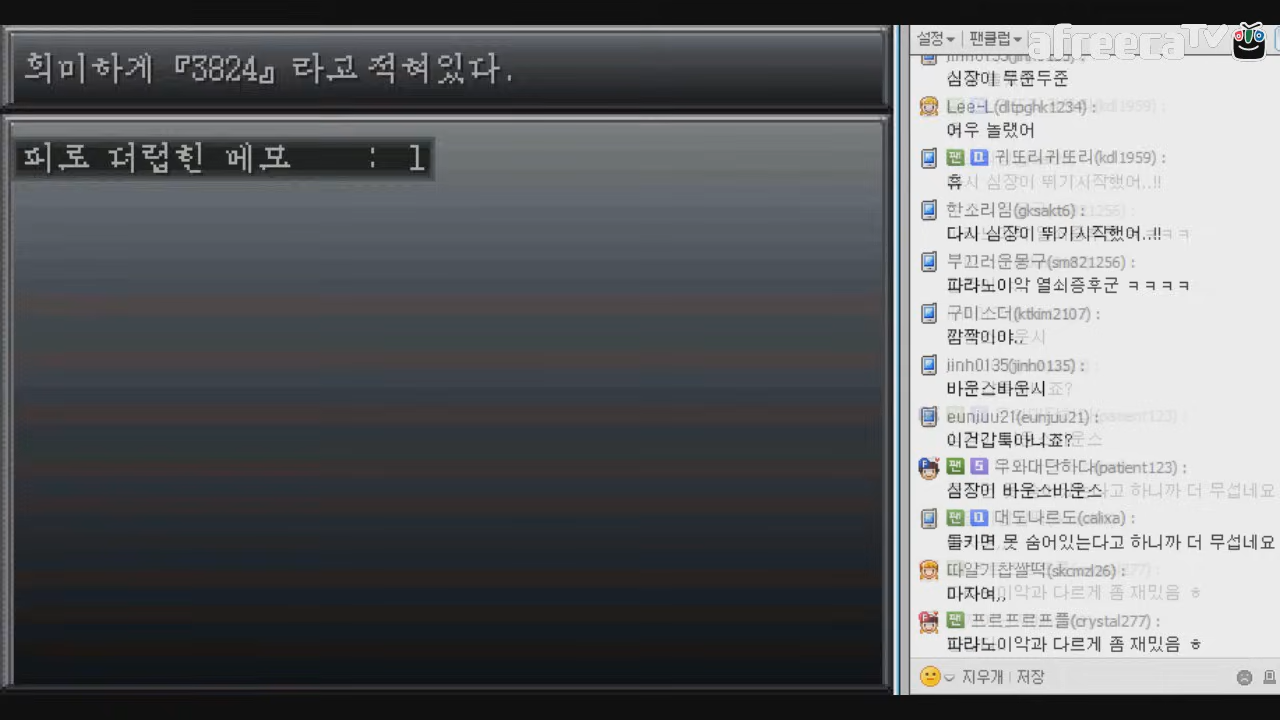 희미하게 『3824』 라고 적혀있다.
피로 더럽힌 메모 : 1
afreecaTV
설정 팬클럽
심장이 두준두준
Lee-L(dltpghk1234) :
어우 놀랬어
팬 귀또리귀또리(kdl1959) :
휴
한소리임(gksakt6) :
다시 심장이 뛰기시작했어..!!
부끄러운몽구(sm821256) :
파라노이악 열쇠증후군 ㅋㅋㅋㅋ
구미스더(ktkim2107) :
깜짝이야..
jinh0135(jinh0135) :
바운스바운시
eunjuu21(eunjuu21) :
이건갑툭아니죠?
팬 S 우와대단하다(patient123) :
심장이 바운스바운스
팬 대도나르도(calixa) :
들키면 못 숨어있는다고 하니까 더 무섭네요
따알기찹쌀떡(skcmzl26) :
마자여,,
팬 프로프로프플(crystal277) :
파라노이악과 다르게 좀 재밌음 ㅎ
지우개 저장